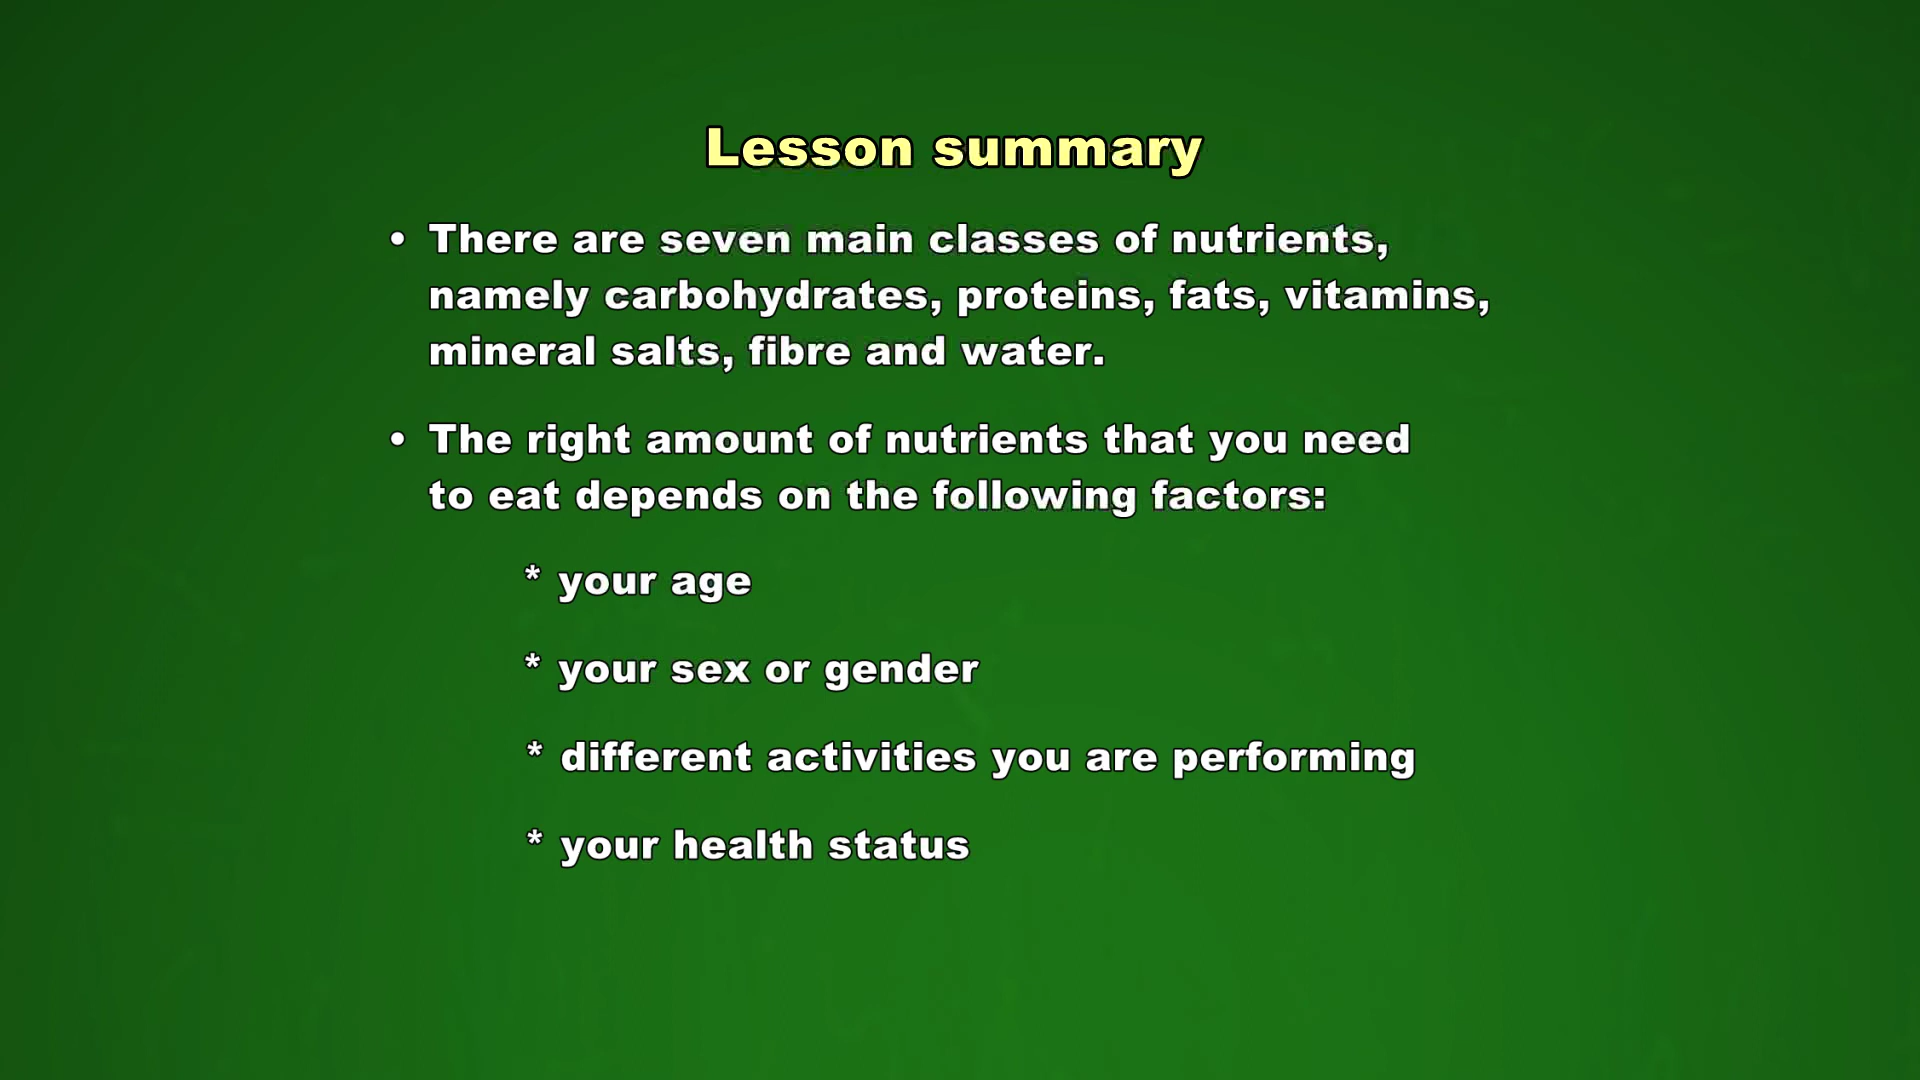 Lesson summary
• There are seven main classes of nutrients,
namely carbohydrates, proteins, fats, vitamins,
mineral salts, fibre and water.
• The right amount of nutrients that you need
to eat depends on the following factors:
* your age
* your sex or gender
* different activities you are performing
* your health status